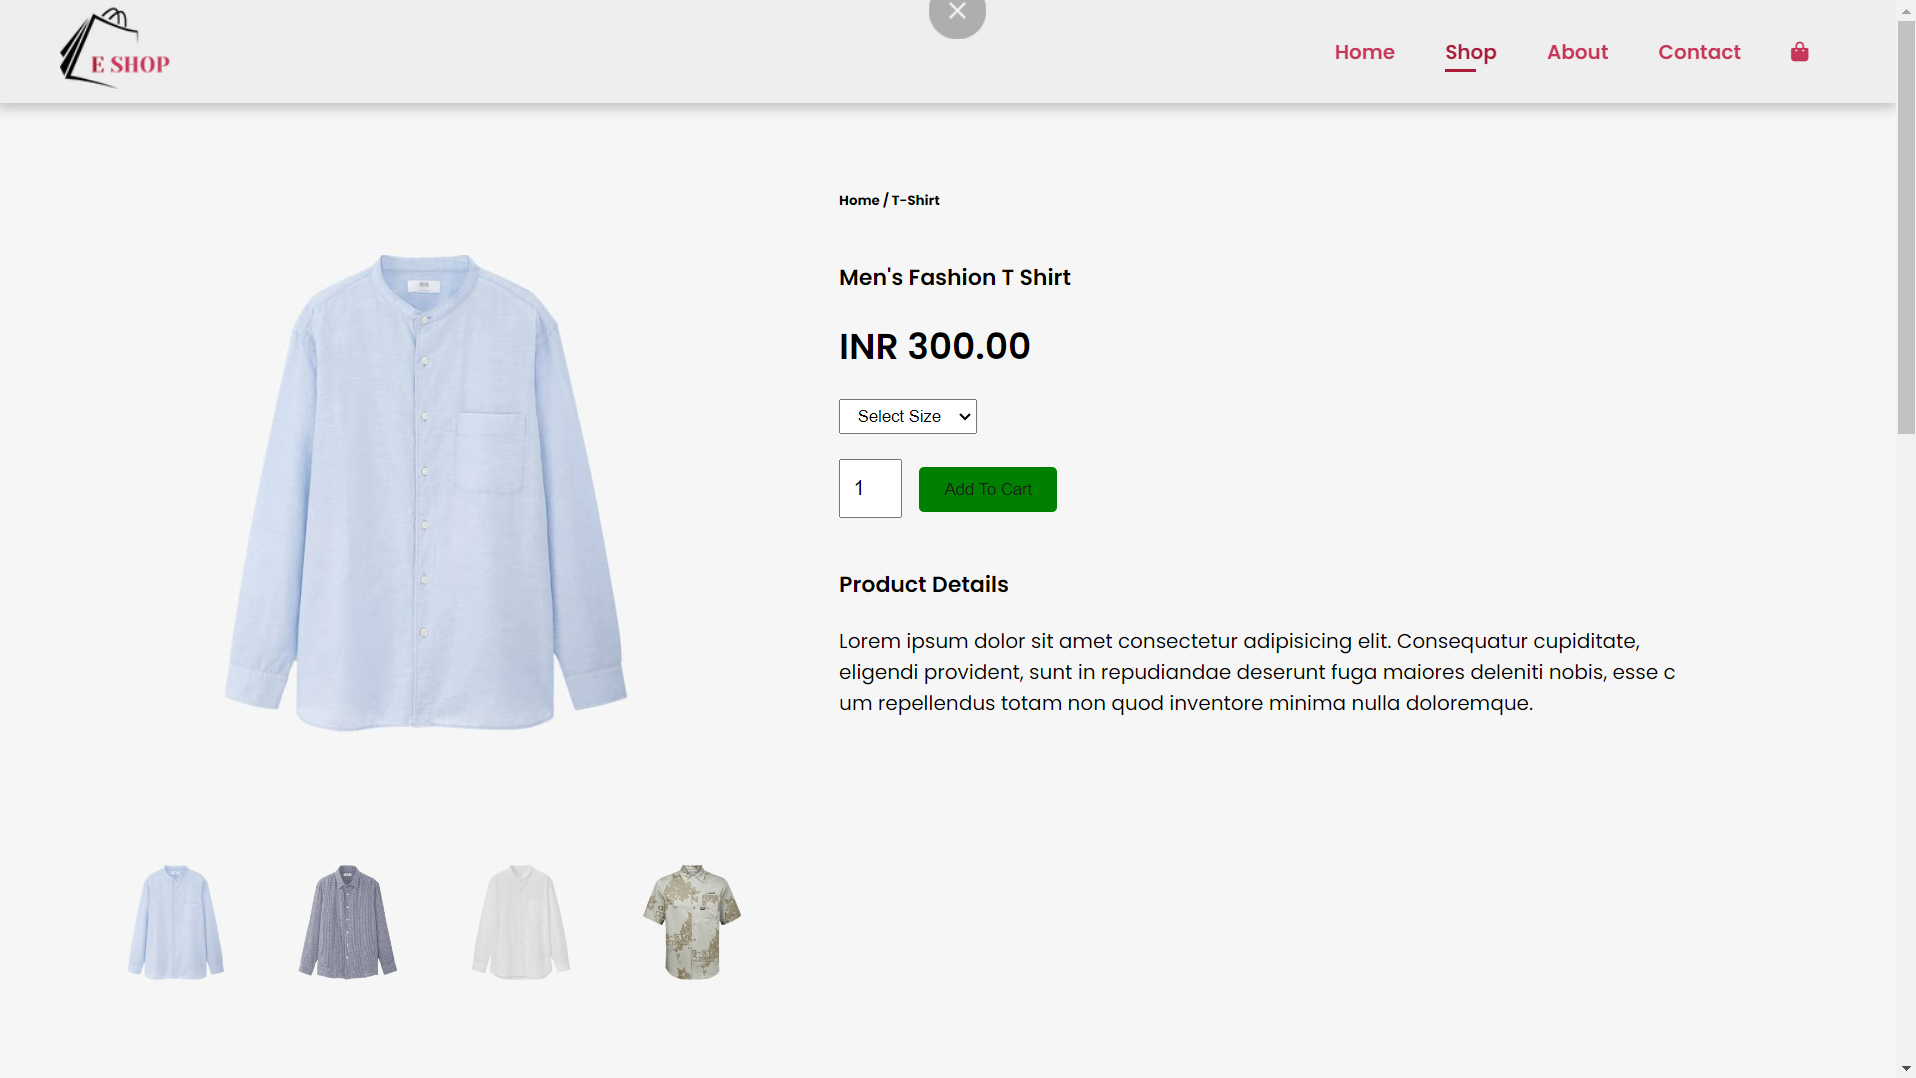 E SHOP
Home
Shop
About
Contact
Home / T-Shirt
Men's Fashion T Shirt
INR 300.00
Select Size
1
Add To Cart
Product Details
Lorem ipsum dolor sit amet consectetur adipisicing elit. Consequatur cupiditate,
eligendi provident, sunt in repudiandae deserunt fuga maiores deleniti nobis, esse c
um repellendus totam non quod inventore minima nulla doloremque.